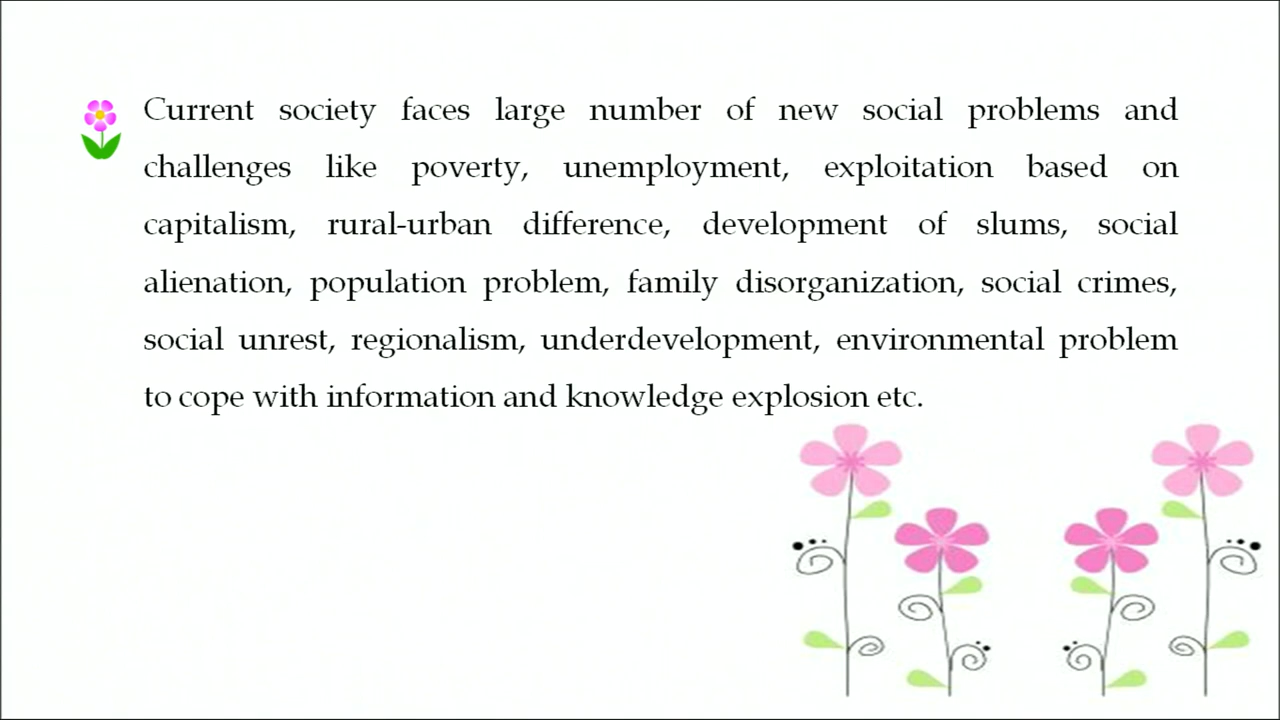 Current society faces large number of new social problems and
challenges like poverty, unemployment, exploitation based on
capitalism, rural-urban difference, development of slums, social
alienation, population problem, family disorganization, social crimes,
social unrest, regionalism, underdevelopment, environmental problem
to cope with information and knowledge explosion etc.